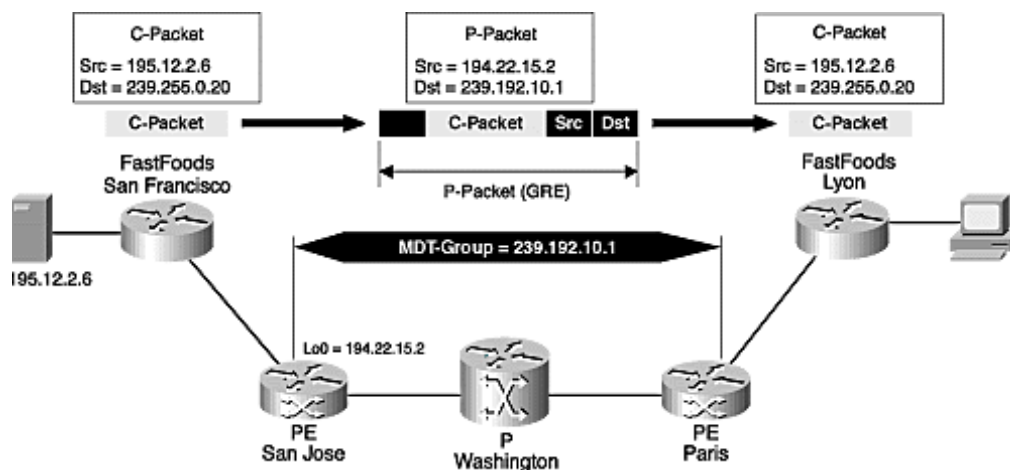 C-Packet
Src = 195.12.2.6
Dst = 239.255.0.20
P-Packet
Src = 194.22.15.2
Dst = 239.192.10.1
C-Packet
Src = 195.12.2.6
Dst = 239.255.0.20
C-Packet
C-Packet
Src
Dst
C-Packet
FastFoods
San Francisco
P-Packet (GRE)
FastFoods
Lyon
MDT-Group = 239.192.10.1
195.12.2.6
Lo0 = 194.22.15.2
PE
San Jose
P
Washington
PE
Paris